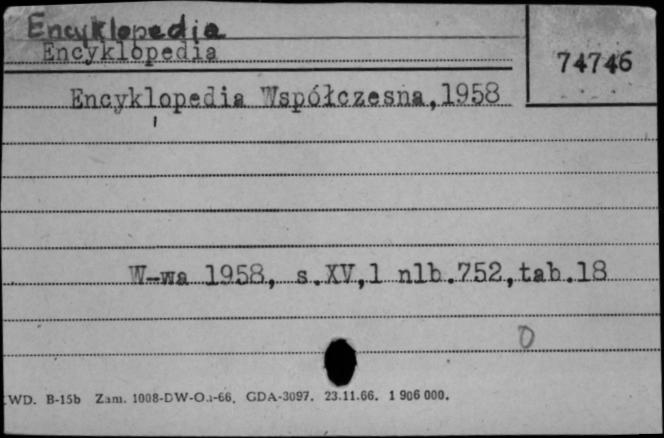 Encyklopedia
Encyklopedia
74746
Encyklopedia Współczesna, 1958
W-wa 1958, s.XV,1 nlb.752,tab.18
0
WD. B-15b Zam. 1008-DW-O.i-66. GDA-3097. 23.11.66. 1 906 000.